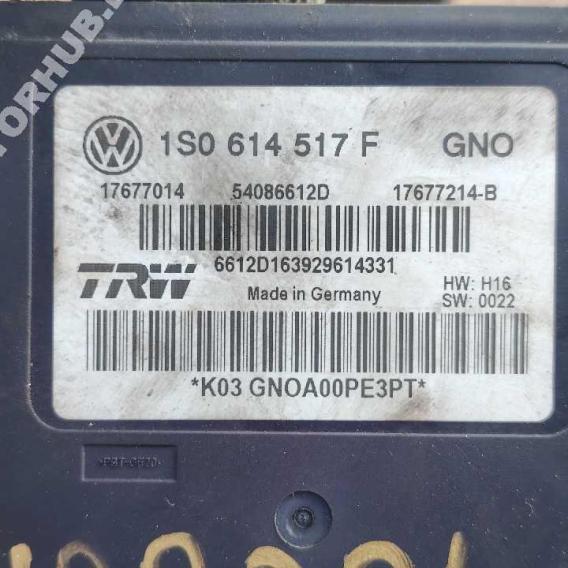 1S0 614 517 F GNO
17677014 54086612D 17677214-B
6612D163929614331
TRW Made in Germany HW: H16
SW: 0022
*K03 GNOA00PE3PT*